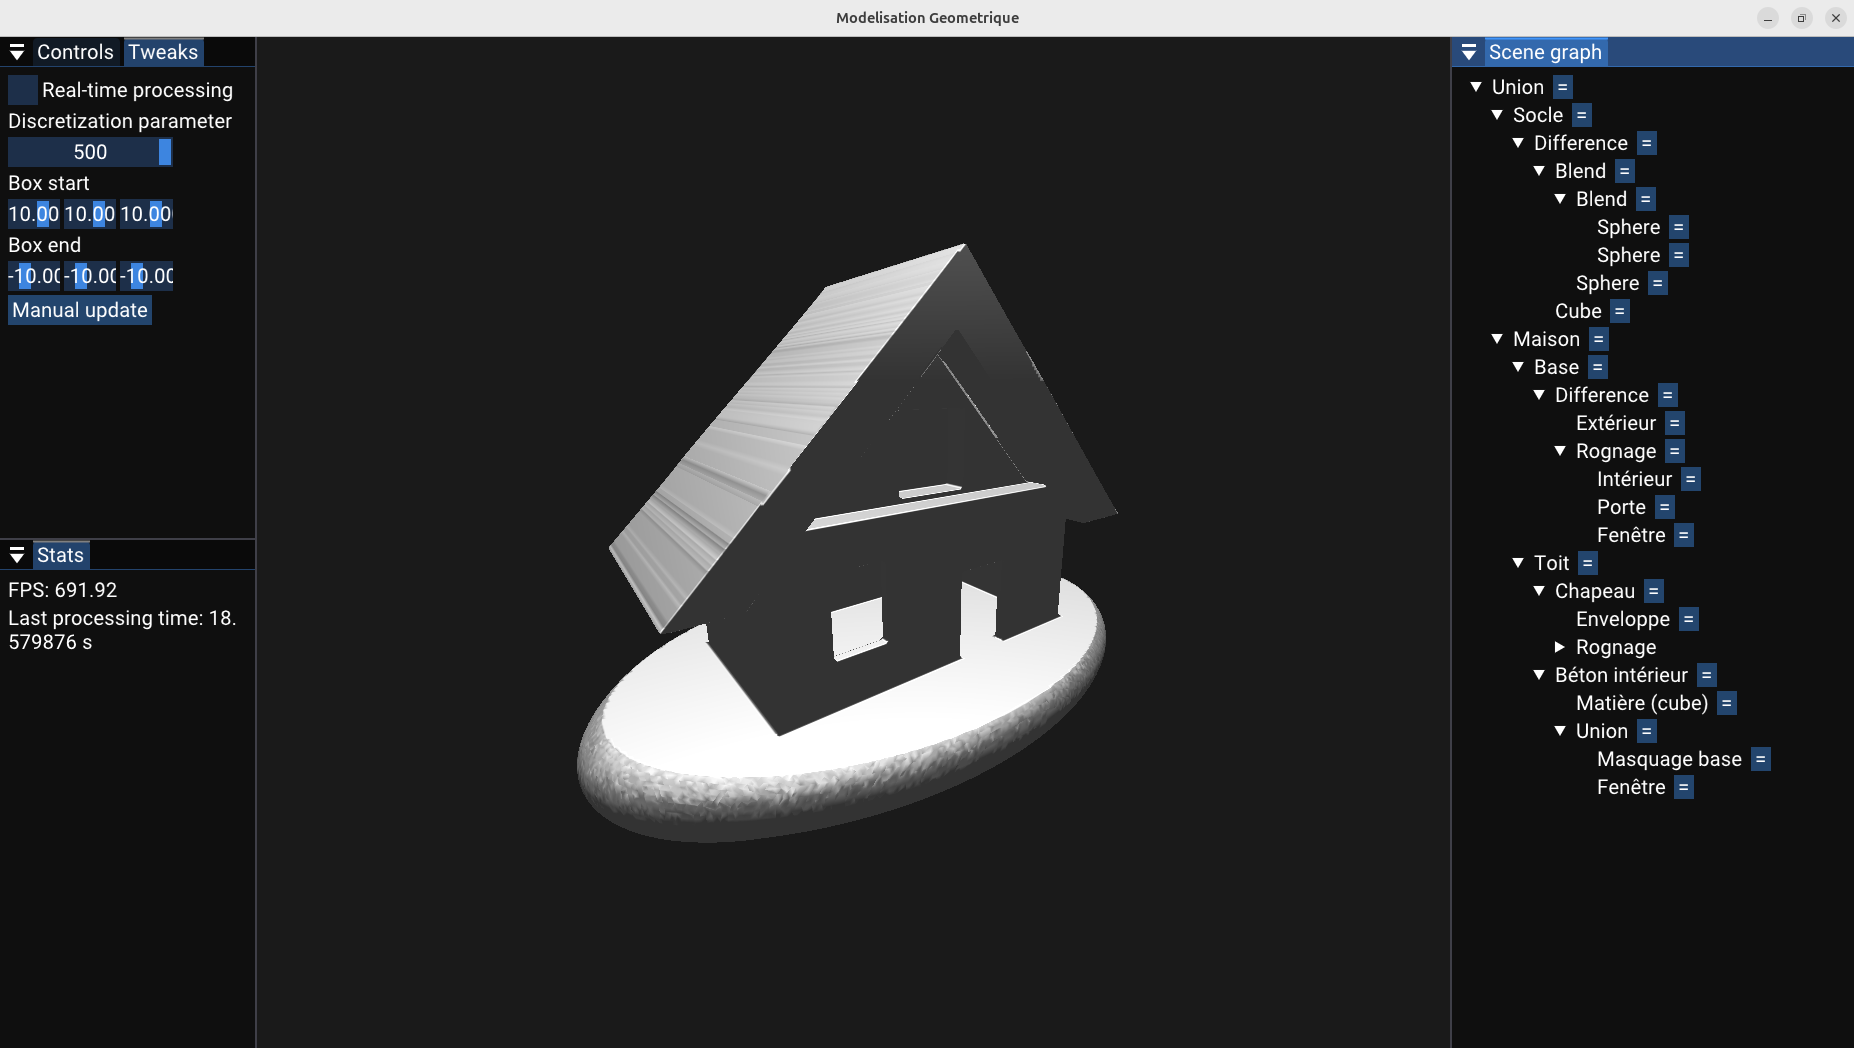 Modelisation Geometrique
Controls Tweaks
Real-time processing
Discretization parameter
500
Box start
10.00 10.00 10.00
Box end
-10.00 -10.00 -10.00
Manual update
Stats
FPS: 691.92
Last processing time: 18.
579876 s
Scene graph
Union =
Socle =
Difference =
Blend =
Blend =
Sphere =
Sphere =
Sphere =
Cube =
Maison =
Base =
Difference =
Extérieur =
Rognage =
Intérieur =
Porte =
Fenêtre =
Toit =
Chapeau =
Enveloppe =
Rognage
Béton intérieur =
Matière (cube) =
Union =
Masquage base =
Fenêtre =